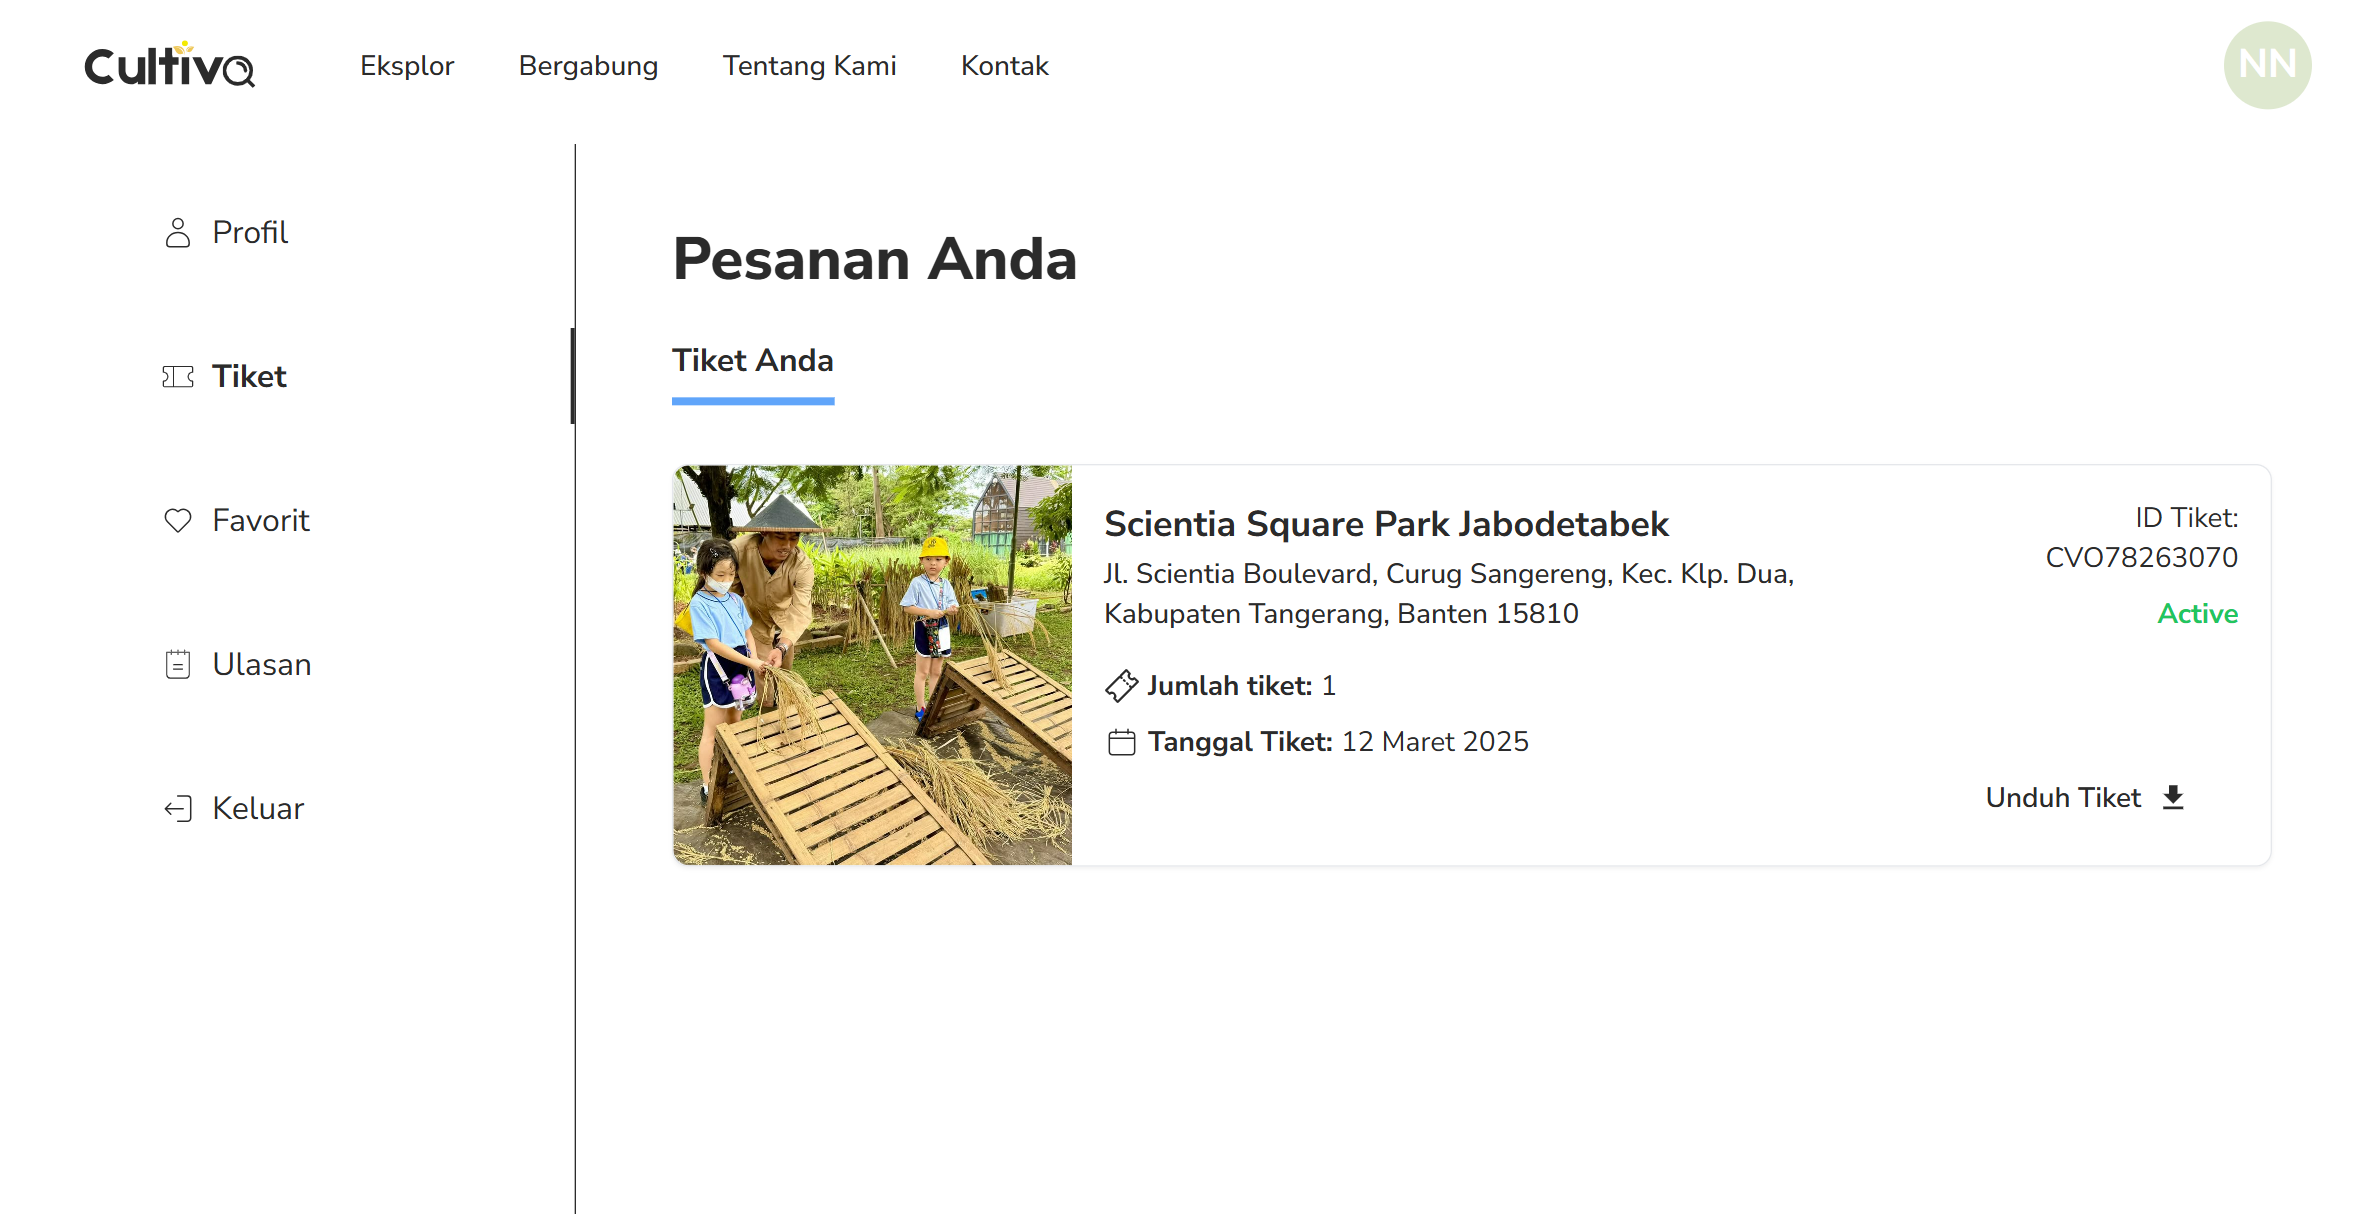 Cultivo
Eksplor
Bergabung
Tentang Kami
Kontak
NN
Profil
Tiket
Favorit
Ulasan
Keluar
Pesanan Anda
Tiket Anda
Scientia Square Park Jabodetabek
Jl. Scientia Boulevard, Curug Sangereng, Kec. Klp. Dua,
Kabupaten Tangerang, Banten 15810
Jumlah tiket: 1
Tanggal Tiket: 12 Maret 2025
ID Tiket:
CVO78263070
Active
Unduh Tiket